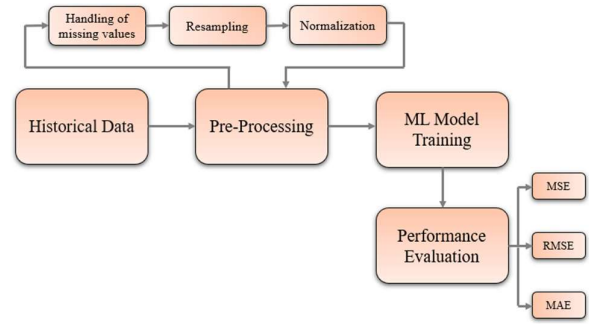 Handling of
missing values
Resampling
Normalization
Historical Data
Pre-Processing
ML Model
Training
Performance
Evaluation
MSE
RMSE
MAE